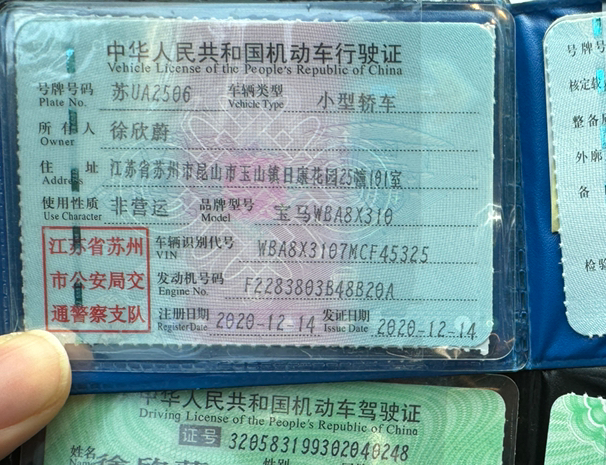 中华人民共和国机动车行驶证
Vehicle License of the People's Republic of China
号牌号码 苏UA2506 车辆类型 小型轿车
Plate No. Vehicle Type
所有人 徐欣蔚
Owner
住址 江苏省苏州市昆山市玉山镇日康花园25幢101室
Address
使用性质 非营运 品牌型号 宝马WBA8X310
Use Character Model
江苏省苏州
市公安局交
通警察支队
车辆识别代号 WBA8X3107MCF45325
VIN
发动机号码 F2283803B48B20A
Engine No.
注册日期 2020-12-14 发证日期 2020-12-14
Register Date Issue Date
号牌号
核定载
整备
外廓
备
检验
中华人民共和国机动车驾驶证
Driving License of the People's Republic of China
证号 320583199302040248
姓名 徐欣 性别